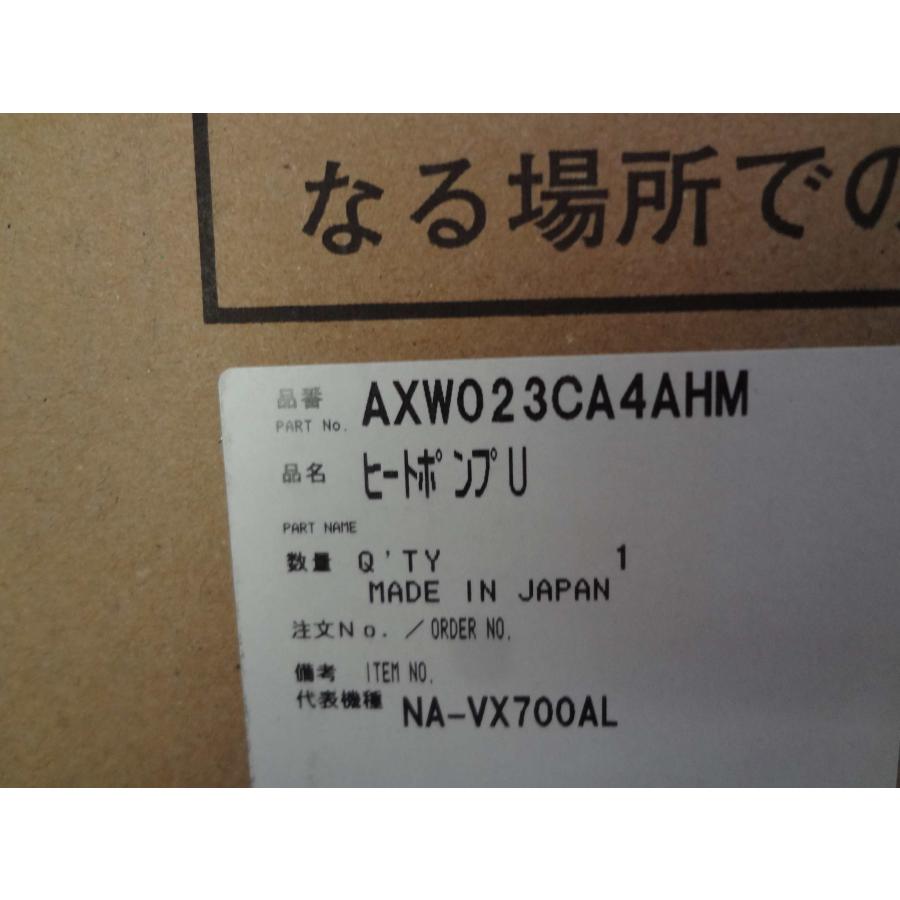 なる場所での
品番 AXW023CA4AHM
PART No.
品名 ﾋｰﾄﾎﾟﾝﾌﾟU
PART NAME
数量 Q'TY 1
MADE IN JAPAN
注文No. ／ORDER NO.
備考 ITEM NO.
代表機種 NA-VX700AL